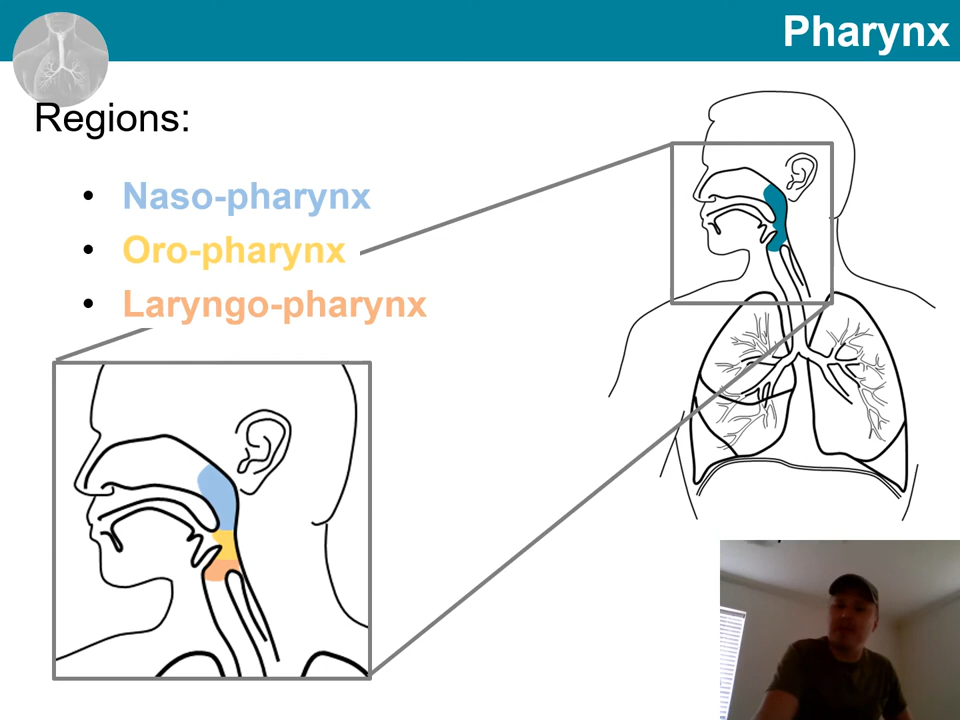 Pharynx
Regions:
• Naso-pharynx
• Oro-pharynx
• Laryngo-pharynx